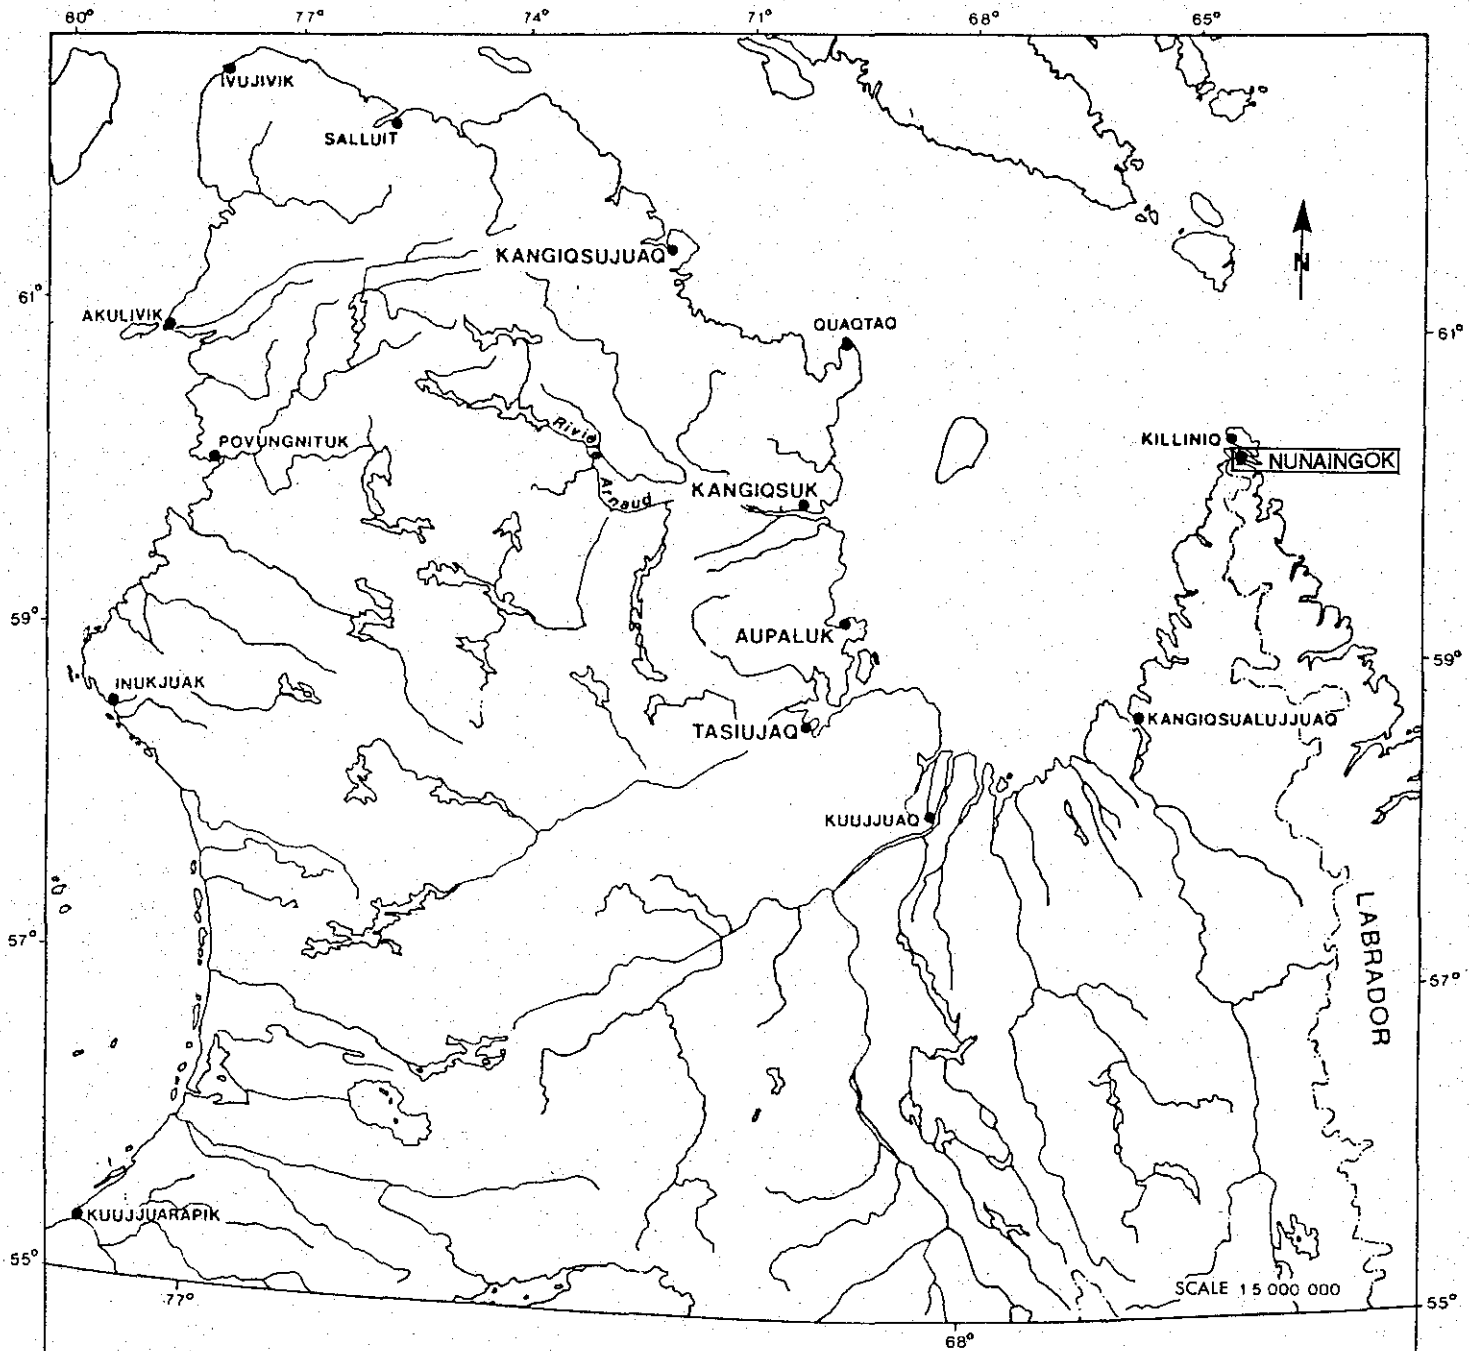 80° 77° 74° 71° 68° 65°
IVUJIVIK
SALLUIT
KANGIQSUJUAQ
61°
AKULIVIK
QUAQTAQ
N
61°
POVUNGNITUK
Riviè
Arnaud
KANGIQSUK
KILLINIQ
NUNAINGOK
59°
AUPALUK
59°
INUKJUAK
TASIUJAQ
KANGIQSUALUJJUAQ
KUUJJUAQ
57°
LABRADOR
57°
KUUJJUARAPIK
55°
SCALE 1 5 000 000
55°
77°
68°